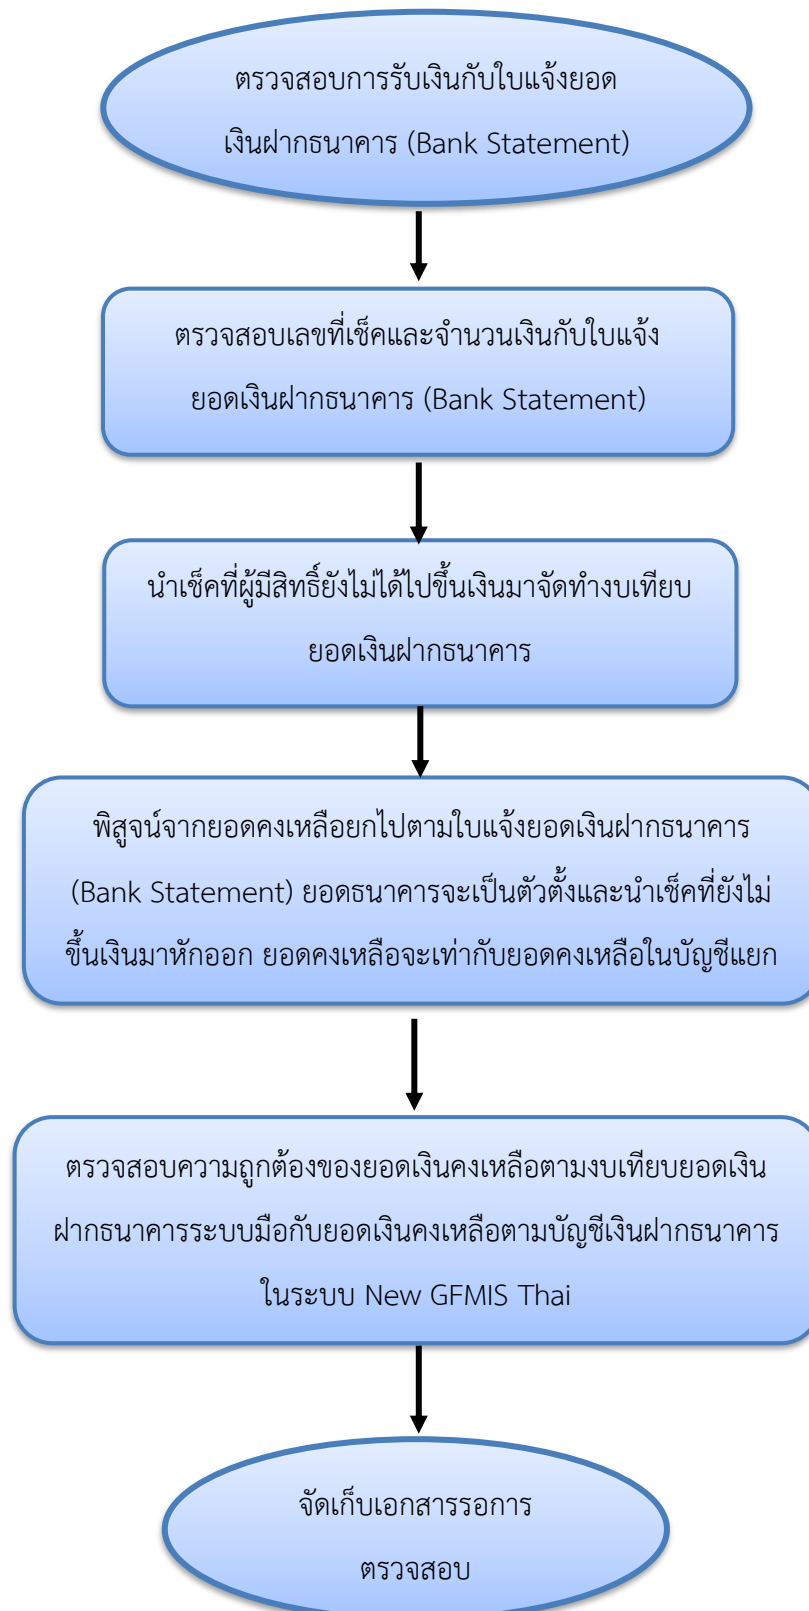 ตรวจสอบการรับเงินกับใบแจ้งยอด
เงินฝากธนาคาร (Bank Statement)
ตรวจสอบเลขที่เช็คและจำนวนเงินกับใบแจ้ง
ยอดเงินฝากธนาคาร (Bank Statement)
นำเช็คที่ผู้มีสิทธิ์ยังไม่ได้ไปขึ้นเงินมาจัดทำงบเทียบ
ยอดเงินฝากธนาคาร
พิสูจน์จากยอดคงเหลือยกไปตามใบแจ้งยอดเงินฝากธนาคาร
(Bank Statement) ยอดธนาคารจะเป็นตัวตั้งและนำเช็คที่ยังไม่
ขึ้นเงินมาหักออก ยอดคงเหลือจะเท่ากับยอดคงเหลือในบัญชีแยก
ตรวจสอบความถูกต้องของยอดเงินคงเหลือตามงบเทียบยอดเงิน
ฝากธนาคารระบบมือกับยอดเงินคงเหลือตามบัญชีเงินฝากธนาคาร
ในระบบ New GFMIS Thai
จัดเก็บเอกสารรอการ
ตรวจสอบ